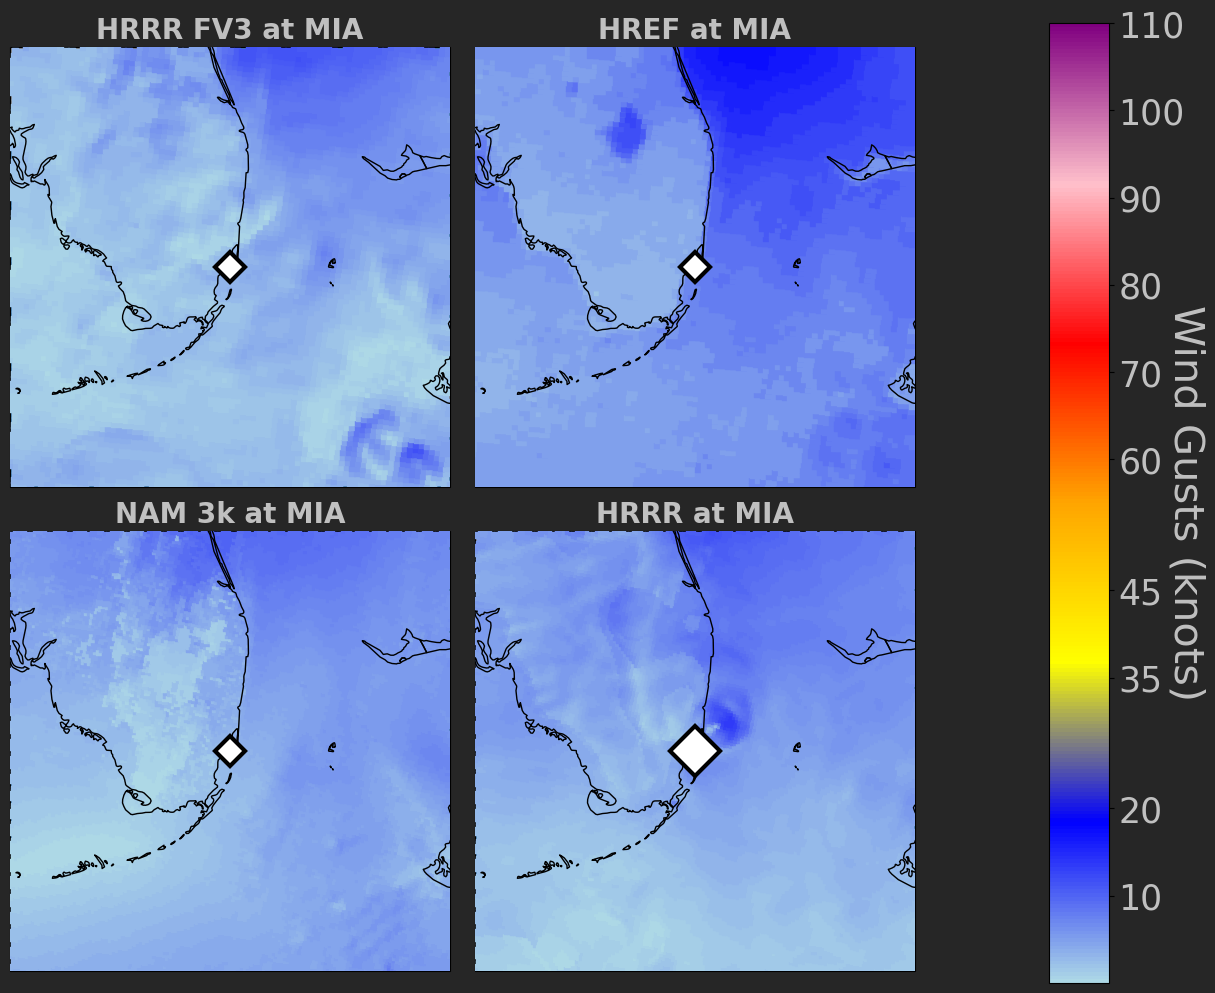 HRRR FV3 at MIA
HREF at MIA
NAM 3k at MIA
HRRR at MIA
110
100
90
80
70
60
45
35
20
10
Wind Gusts (knots)